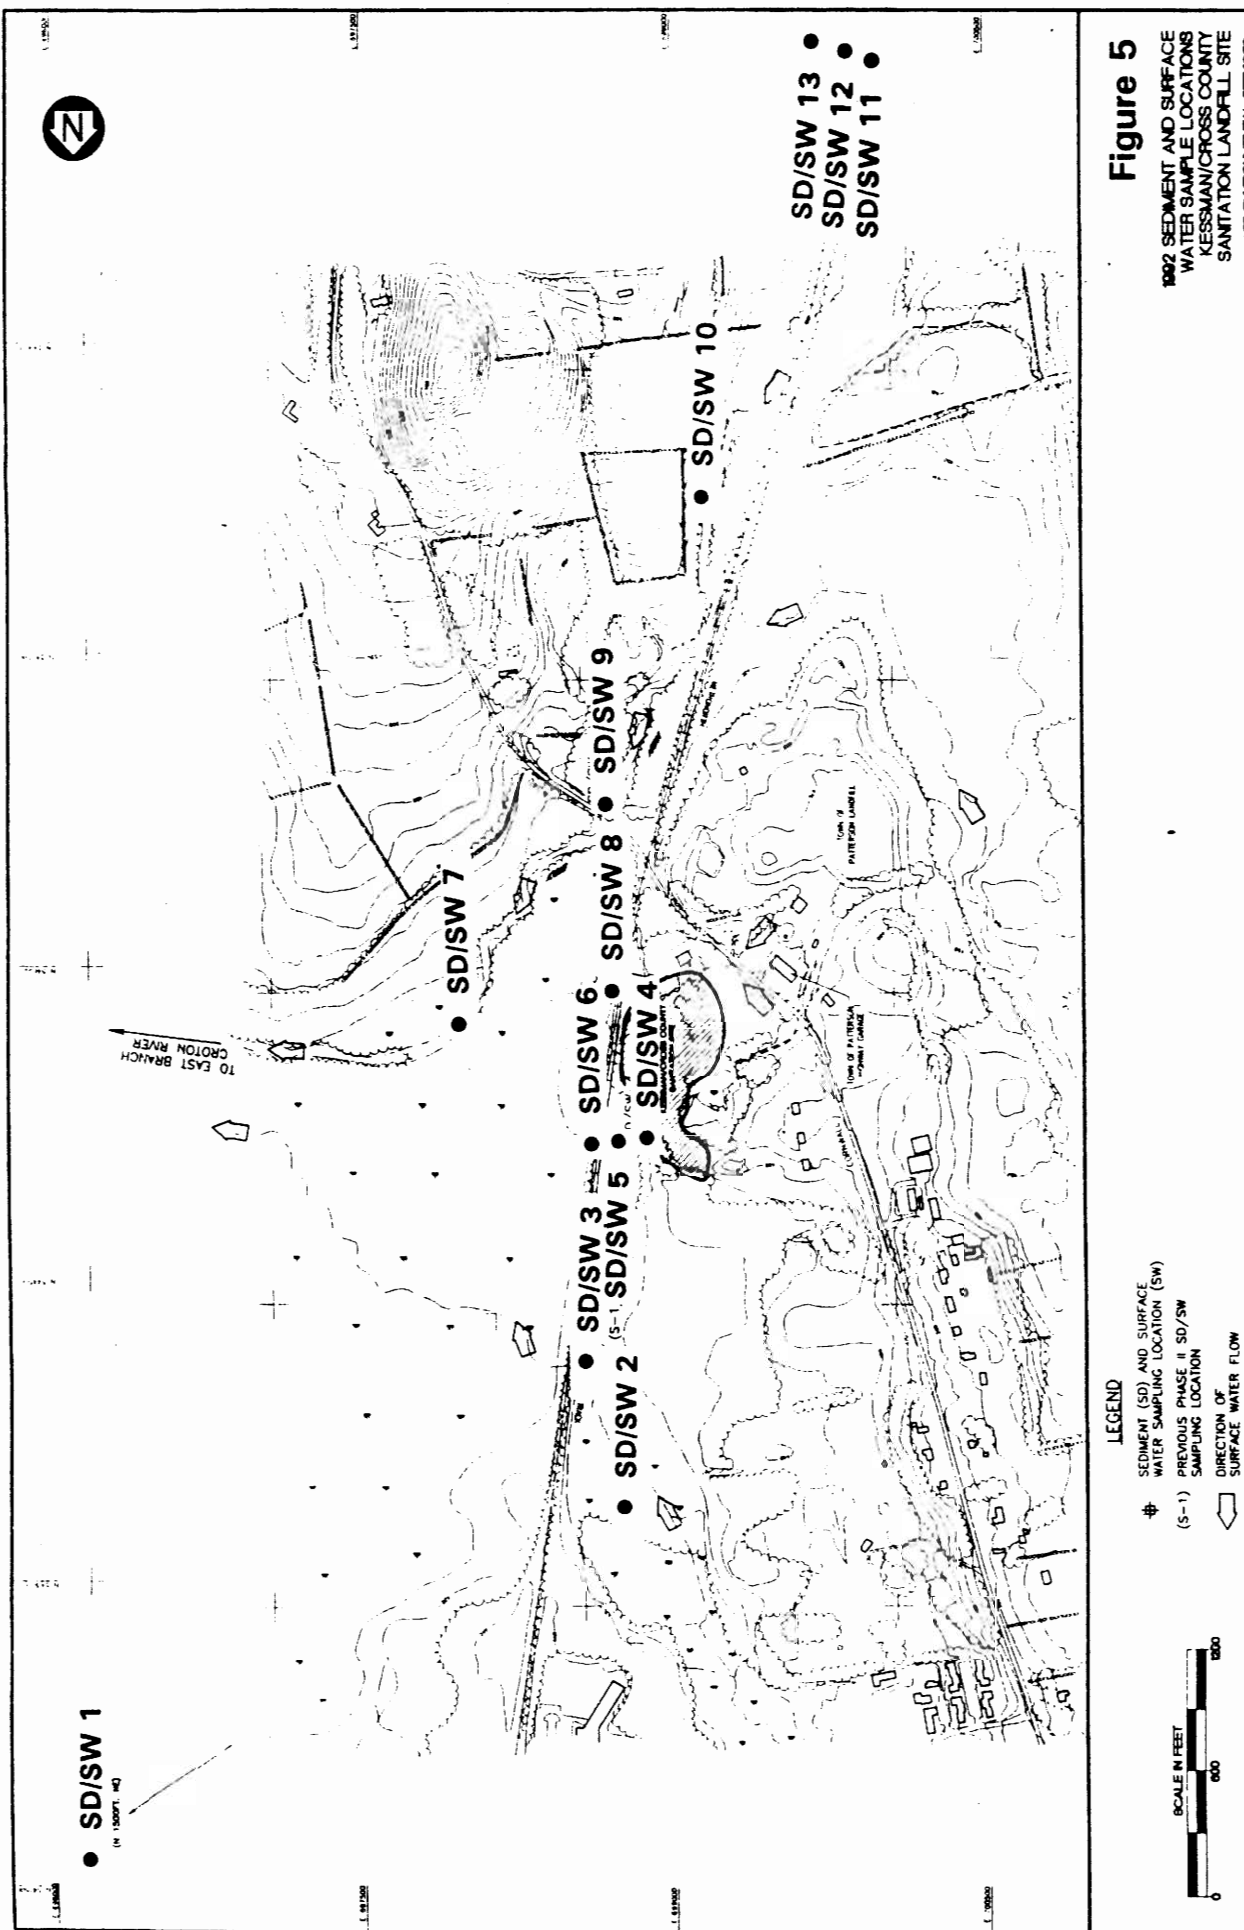 N
SD/SW 1
TO EAST BRANCH
CROTON RIVER
SD/SW 7
SD/SW 2
SD/SW 3
(S-1
SD/SW 5
SD/SW 6
SD/SW 4
SD/SW 8
SD/SW 9
SD/SW 10
SD/SW 13
SD/SW 12
SD/SW 11
TOWN OF
PATTERSON LANDFILL
TOWN OF PATTERSON
HIGHWAY GARAGE
Figure 5
1992 SEDIMENT AND SURFACE
WATER SAMPLE LOCATIONS
KESSMAN/CROSS COUNTY
SANITATION LANDFILL SITE
LEGEND
SEDIMENT (SD) AND SURFACE
WATER SAMPLING LOCATION (SW)
(S-1) PREVIOUS PHASE II SD/SW
SAMPLING LOCATION
DIRECTION OF
SURFACE WATER FLOW
SCALE IN FEET
0 600 1200